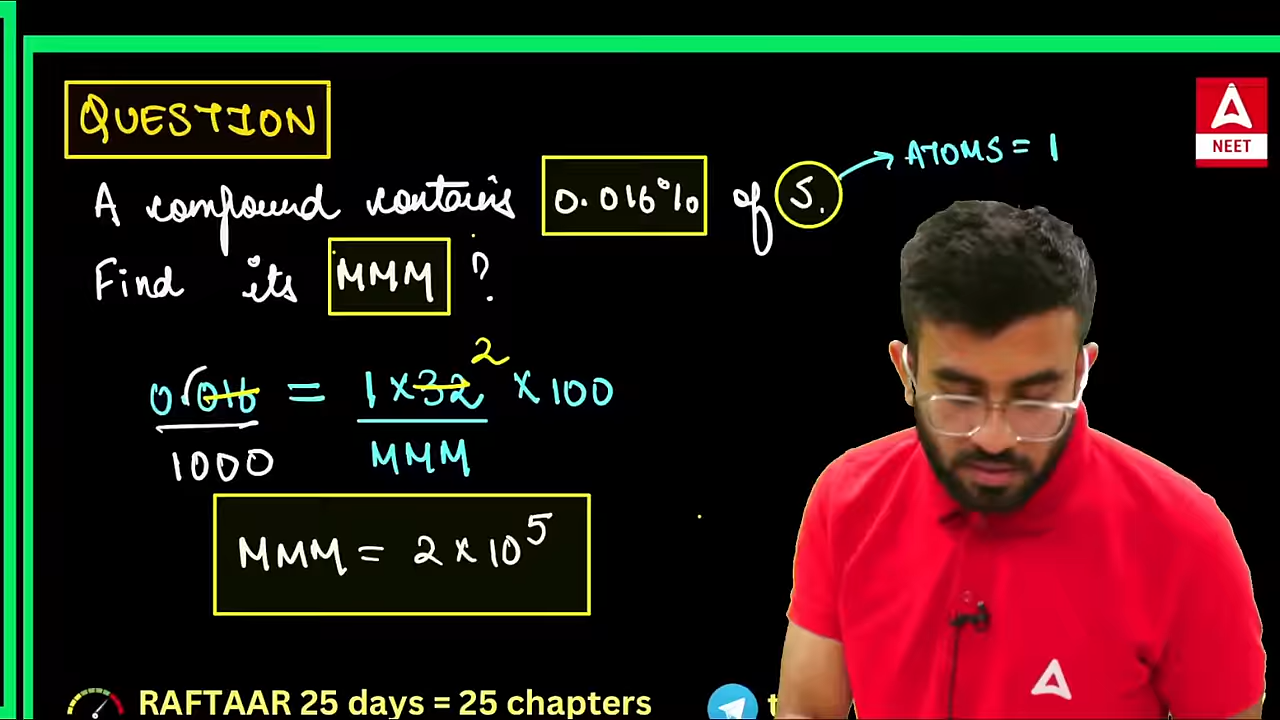 QUESTION
NEET
ATOMS = 1
A compound contains 0.016% of S.
Find its MMM ?
0.016 / 1000 = 1 × 32 2 / MMM × 100
MMM = 2 × 10^5
RAFTAAR 25 days = 25 chapters
t